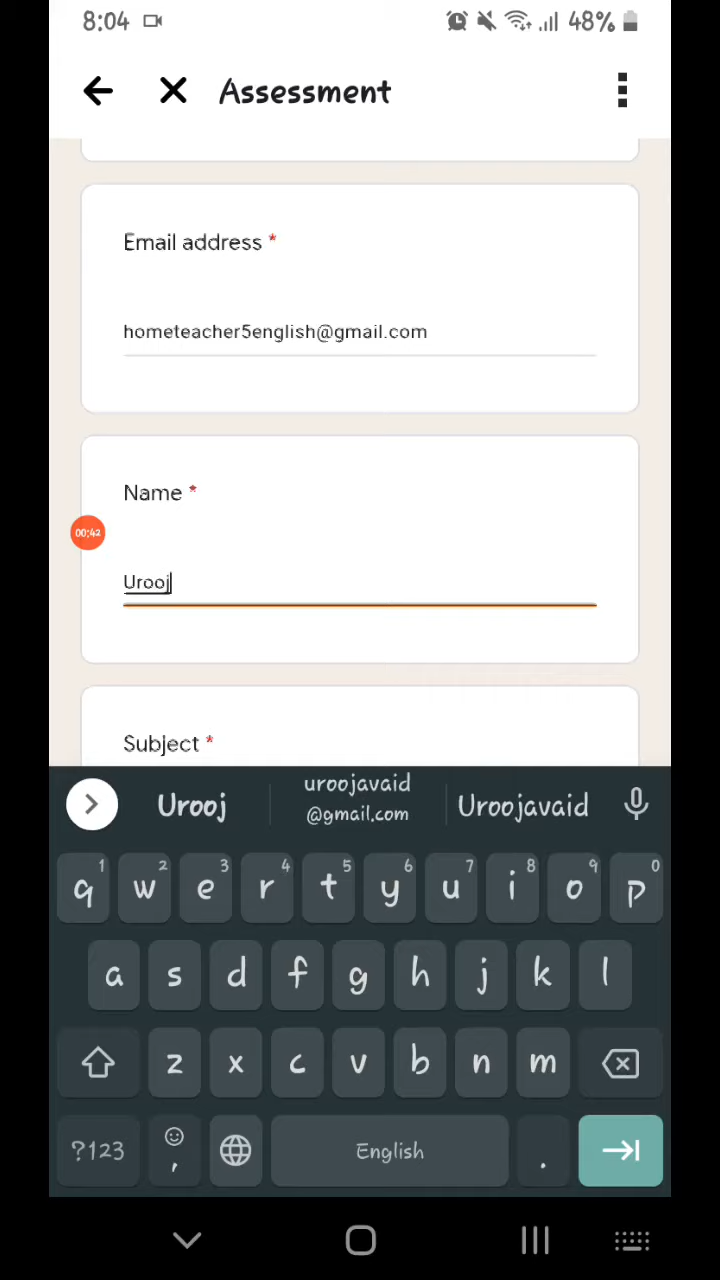 8:04 48%
Assessment
Email address *
hometeacher5english@gmail.com
Name *
00:42
Urooj
Subject *
Urooj uroojavaid @gmail.com Uroojavaid
1 2 3 4 5 6 7 8 9 0
q w e r t y u i o p
a s d f g h j k l
z x c v b n m
?123 , English .